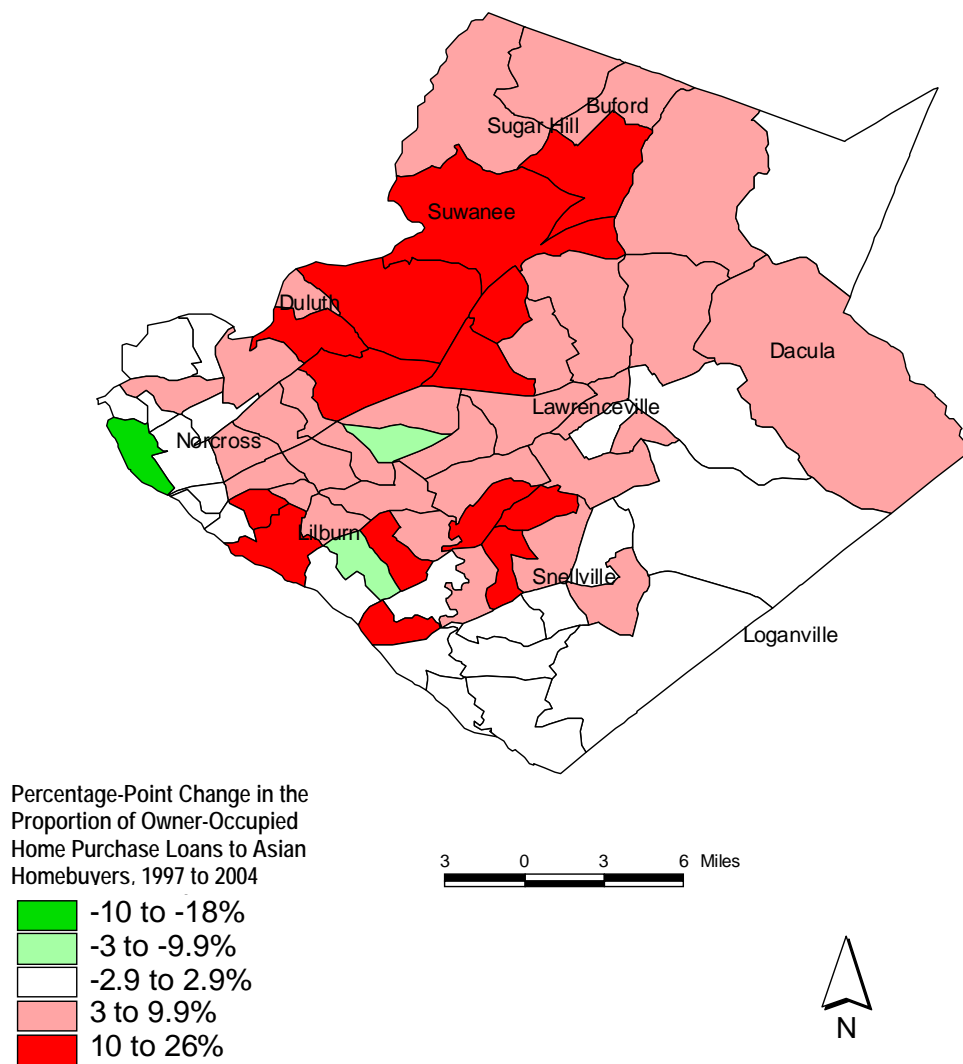 Buford
Sugar Hill
Suwanee
Duluth
Dacula
Lawrenceville
Norcross
Lilburn
Snellville
Loganville
Percentage-Point Change in the
Proportion of Owner-Occupied
Home Purchase Loans to Asian
Homebuyers, 1997 to 2004
3 0 3 6 Miles
-10 to -18%
-3 to -9.9%
-2.9 to 2.9%
3 to 9.9%
10 to 26%
N